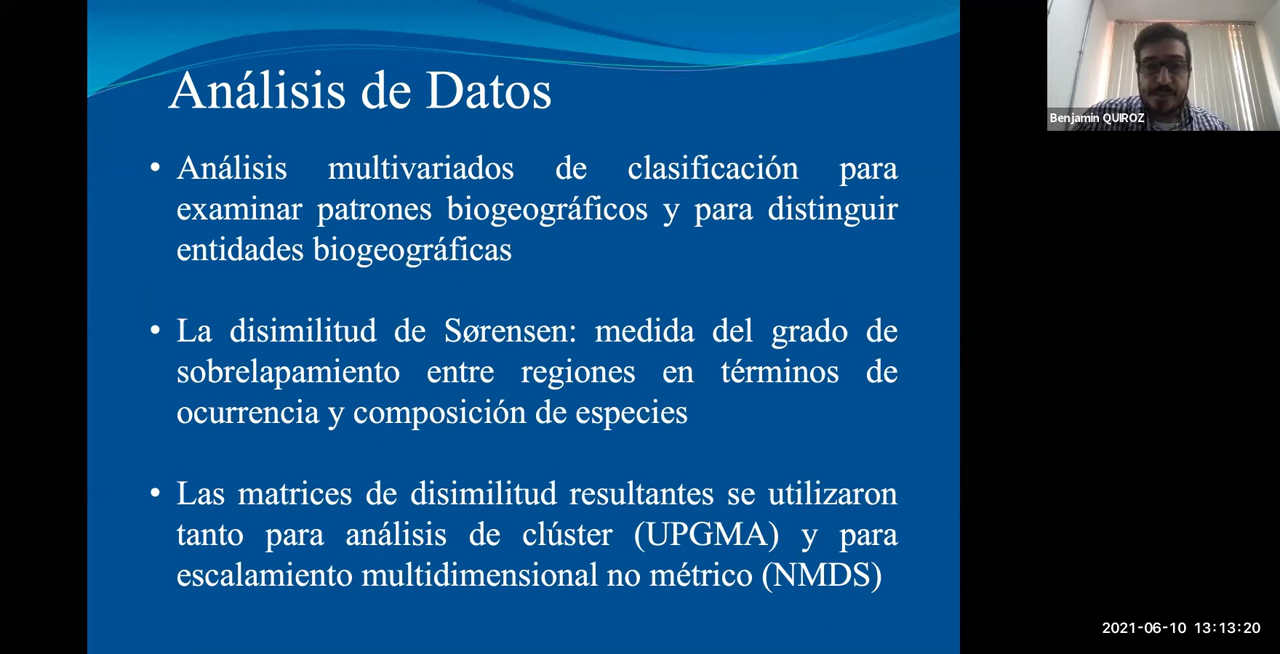 Análisis de Datos
• Análisis multivariados de clasificación para
examinar patrones biogeográficos y para distinguir
entidades biogeográficas
• La disimilitud de Sørensen: medida del grado de
sobrelapamiento entre regiones en términos de
ocurrencia y composición de especies
• Las matrices de disimilitud resultantes se utilizaron
tanto para análisis de clúster (UPGMA) y para
escalamiento multidimensional no métrico (NMDS)
Benjamin QUIROZ
2021-06-10 13:13:20